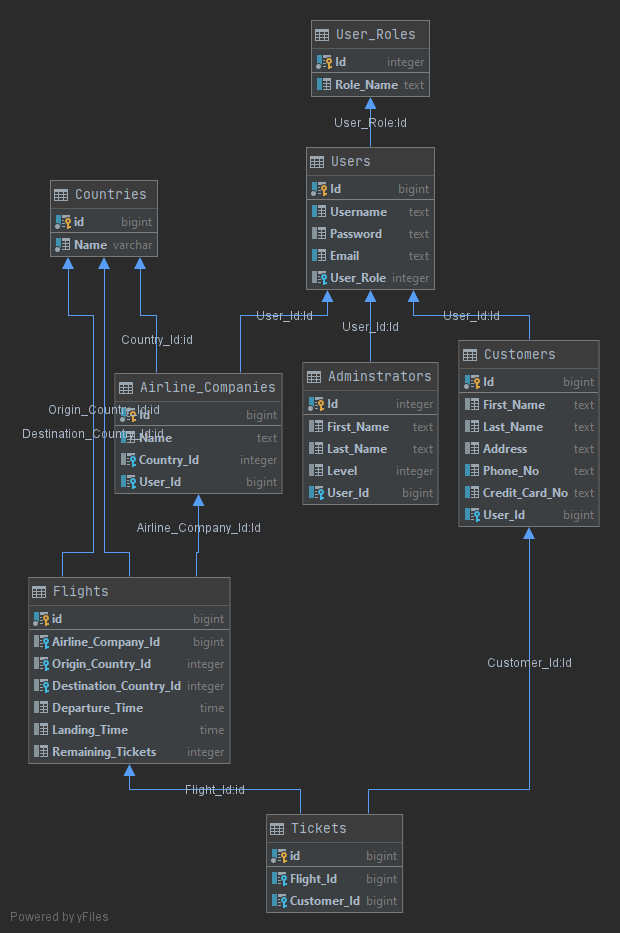 User_Roles
Id integer
Role_Name text
User_Role:Id
Users
Id bigint
Username text
Password text
Email text
User_Role integer
Countries
id bigint
Name varchar
User_Id:Id
User_Id:Id
User_Id:Id
Country_Id:id
Airline_Companies
Id bigint
Name text
Country_Id integer
User_Id bigint
Origin_Country_Id:id
Destination_Country_Id:id
Adminstrators
Id integer
First_Name text
Last_Name text
Level integer
User_Id bigint
Customers
Id bigint
First_Name text
Last_Name text
Address text
Phone_No text
Credit_Card_No text
User_Id bigint
Airline_Company_Id:Id
Flights
id bigint
Airline_Company_Id bigint
Origin_Country_Id integer
Destination_Country_Id integer
Departure_Time time
Landing_Time time
Remaining_Tickets integer
Customer_Id:Id
Flight_Id:id
Tickets
id bigint
Flight_Id bigint
Customer_Id bigint
Powered by yFiles